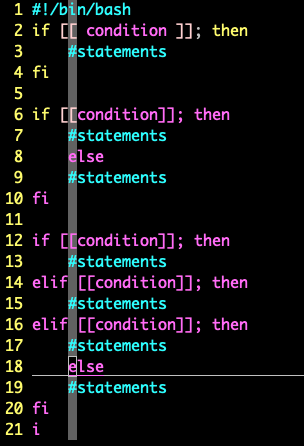 1 #!/bin/bash
2 if [[ condition ]]; then
3     #statements
4 fi
5
6 if [[condition]]; then
7     #statements
8     else
9     #statements
10 fi
11
12 if [[condition]]; then
13     #statements
14 elif [[condition]]; then
15     #statements
16 elif [[condition]]; then
17     #statements
18     else
19     #statements
20 fi
21 i